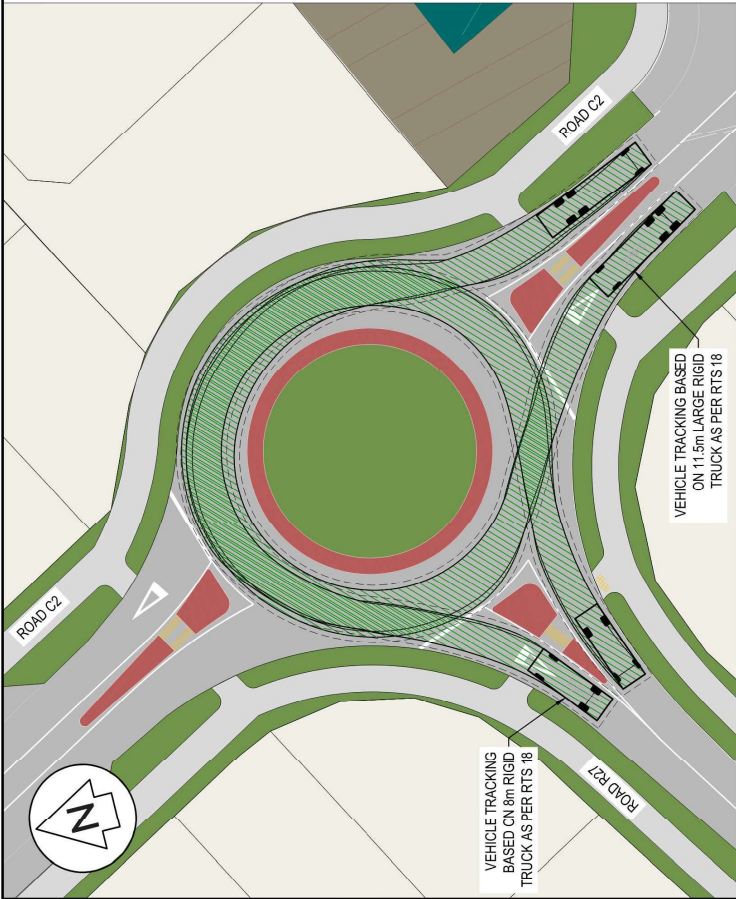 ROAD C2
ROAD C2
VEHICLE TRACKING BASED
ON 11.5m LARGE RIGID
TRUCK AS PER RTS 18
VEHICLE TRACKING
BASED ON 8m RIGID
TRUCK AS PER RTS 18
ROAD R27
N